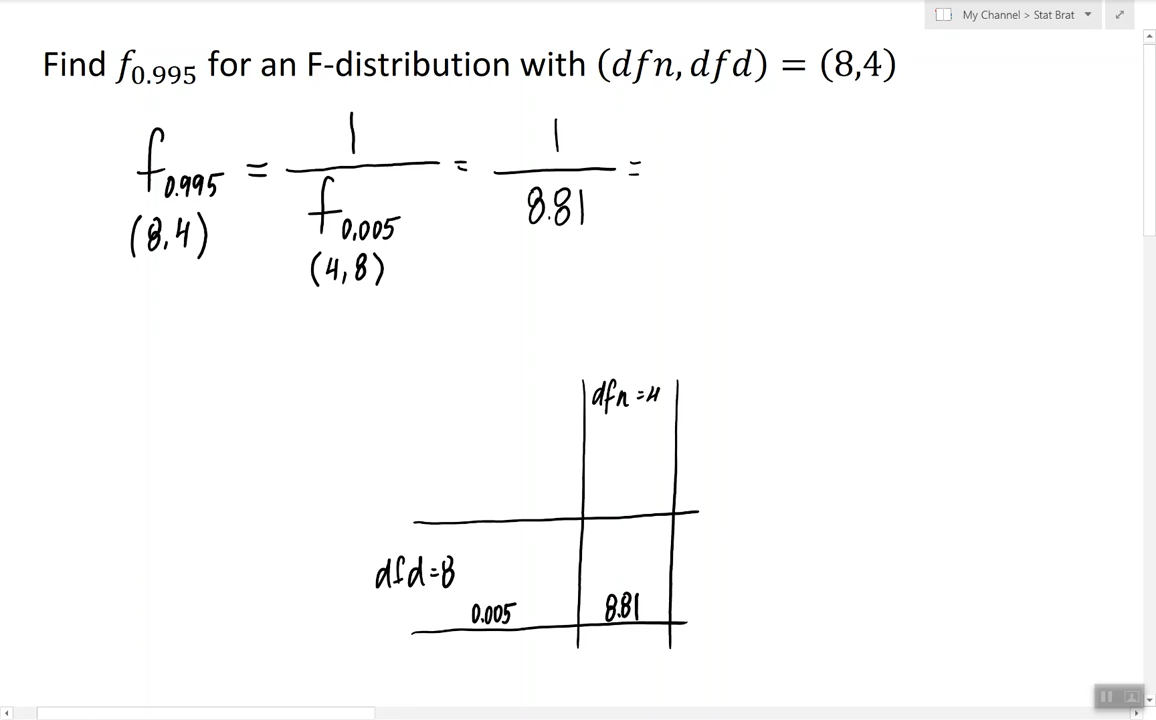 My Channel > Stat Brat
Find f0.995 for an F-distribution with (dfn, dfd) = (8,4)
f0.995 = 1 / f0.005 = 1 / 8.81 =
(8,4) (4,8)
dfn=4
dfd=8
0.005 8.81